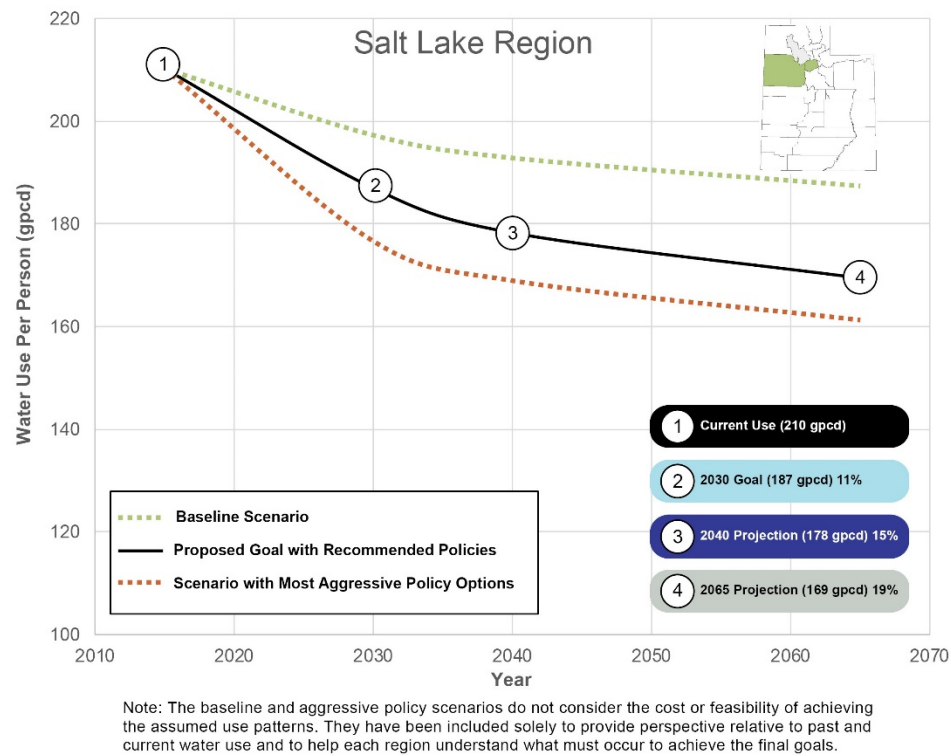 Salt Lake Region
220
200
180
160
140
120
100
Water Use Per Person (gpcd)
1
2
3
4
1 Current Use (210 gpcd)
2 2030 Goal (187 gpcd) 11%
3 2040 Projection (178 gpcd) 15%
4 2065 Projection (169 gpcd) 19%
Baseline Scenario
Proposed Goal with Recommended Policies
Scenario with Most Aggressive Policy Options
2010 2020 2030 2040 2050 2060 2070
Year
Note: The baseline and aggressive policy scenarios do not consider the cost or feasibility of achieving
the assumed use patterns. They have been included solely to provide perspective relative to past and
current water use and to help each region understand what must occur to achieve the final goals.